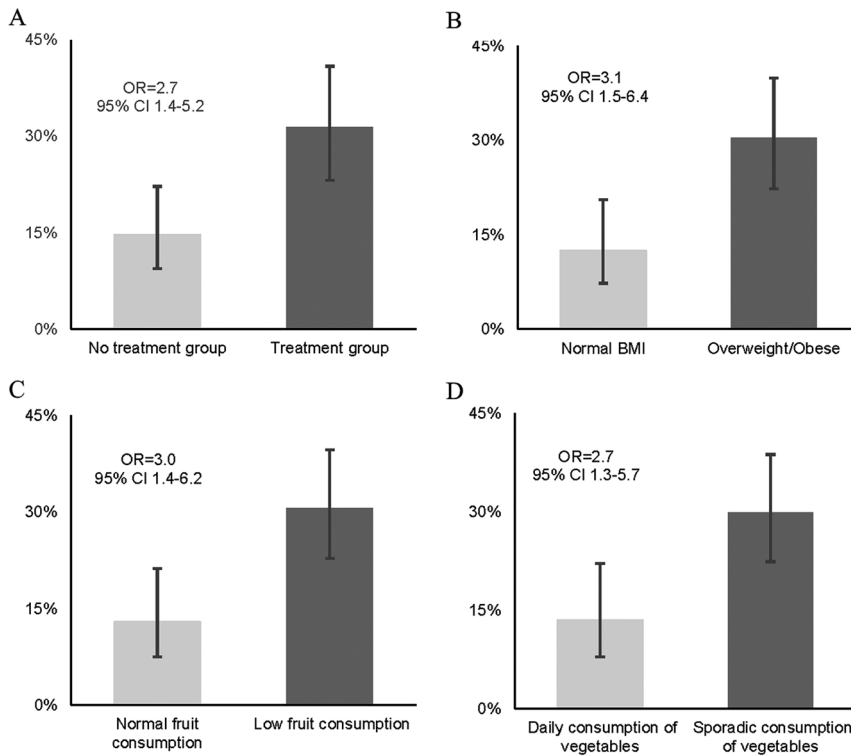 A
45%
30%
15%
0%
OR=2.7
95% CI 1.4-5.2
No treatment group
Treatment group
B
45%
30%
15%
0%
OR=3.1
95% CI 1.5-6.4
Normal BMI
Overweight/Obese
C
45%
30%
15%
0%
OR=3.0
95% CI 1.4-6.2
Normal fruit
consumption
Low fruit consumption
D
45%
30%
15%
0%
OR=2.7
95% CI 1.3-5.7
Daily consumption of
vegetables
Sporadic consumption
of vegetables